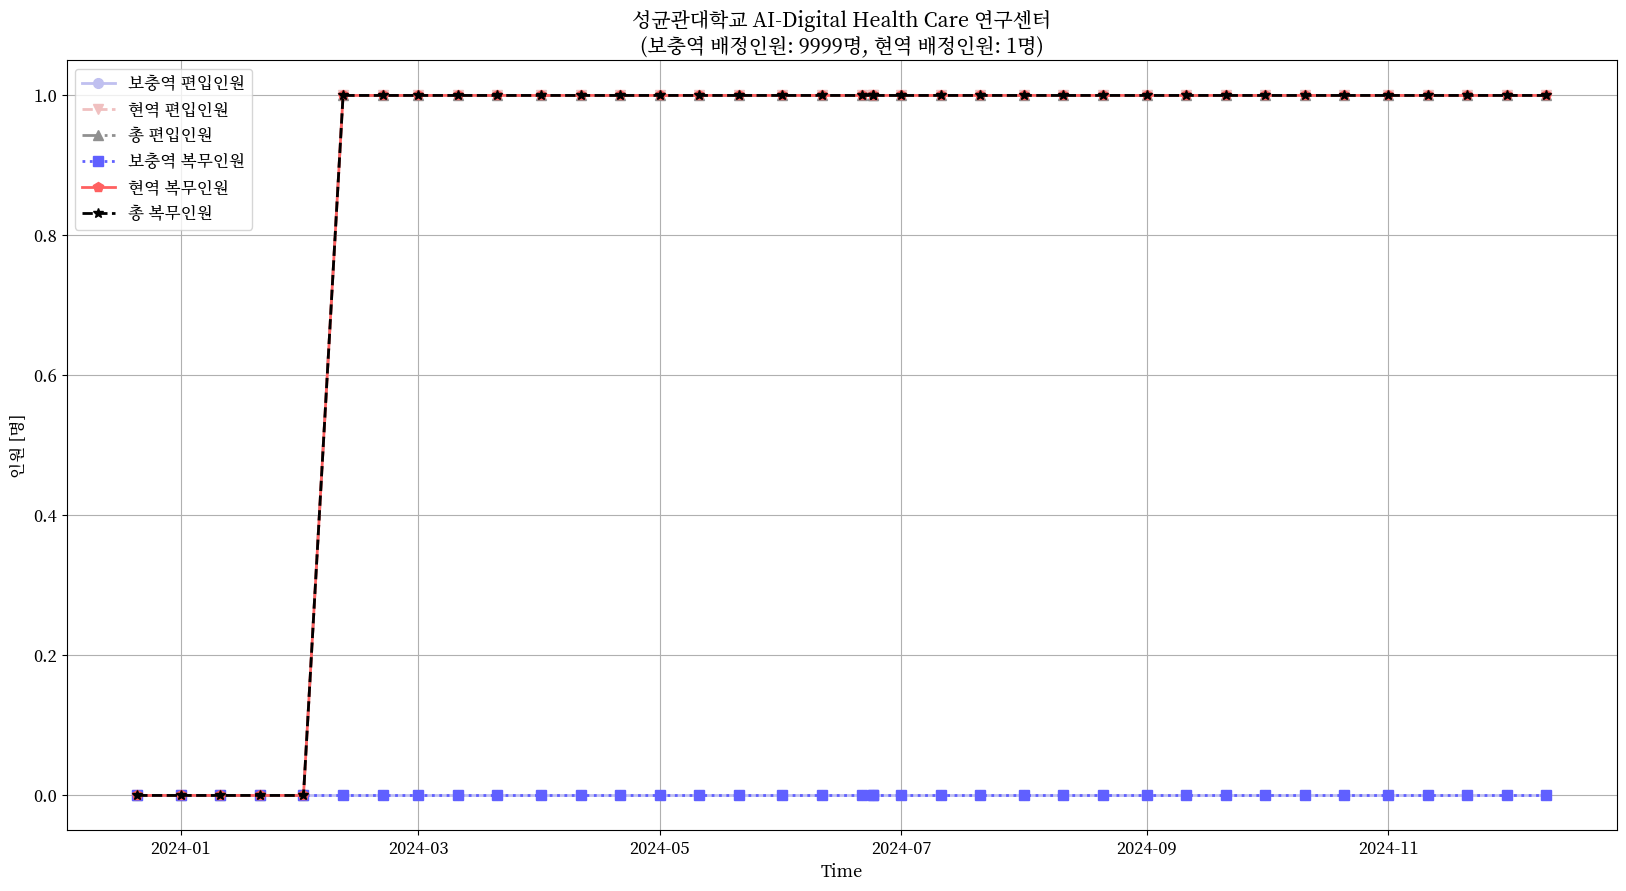 성균관대학교 AI-Digital Health Care 연구센터
(보충역 배정인원: 9999명, 현역 배정인원: 1명)
보충역 편입인원
현역 편입인원
총 편입인원
보충역 복무인원
현역 복무인원
총 복무인원
인원 [명]
1.0
0.8
0.6
0.4
0.2
0.0
2024-01
2024-03
2024-05
2024-07
2024-09
2024-11
Time